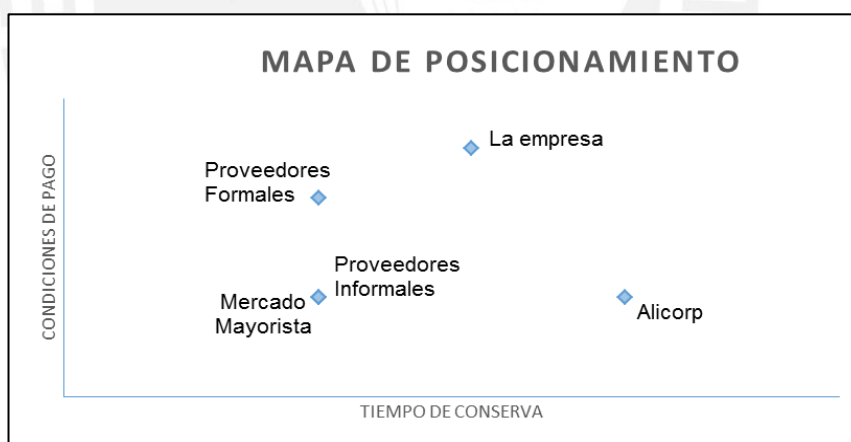 MAPA DE POSICIONAMIENTO
CONDICIONES DE PAGO
La empresa
Proveedores
Formales
Proveedores
Informales
Mercado
Mayorista
Alicorp
TIEMPO DE CONSERVA